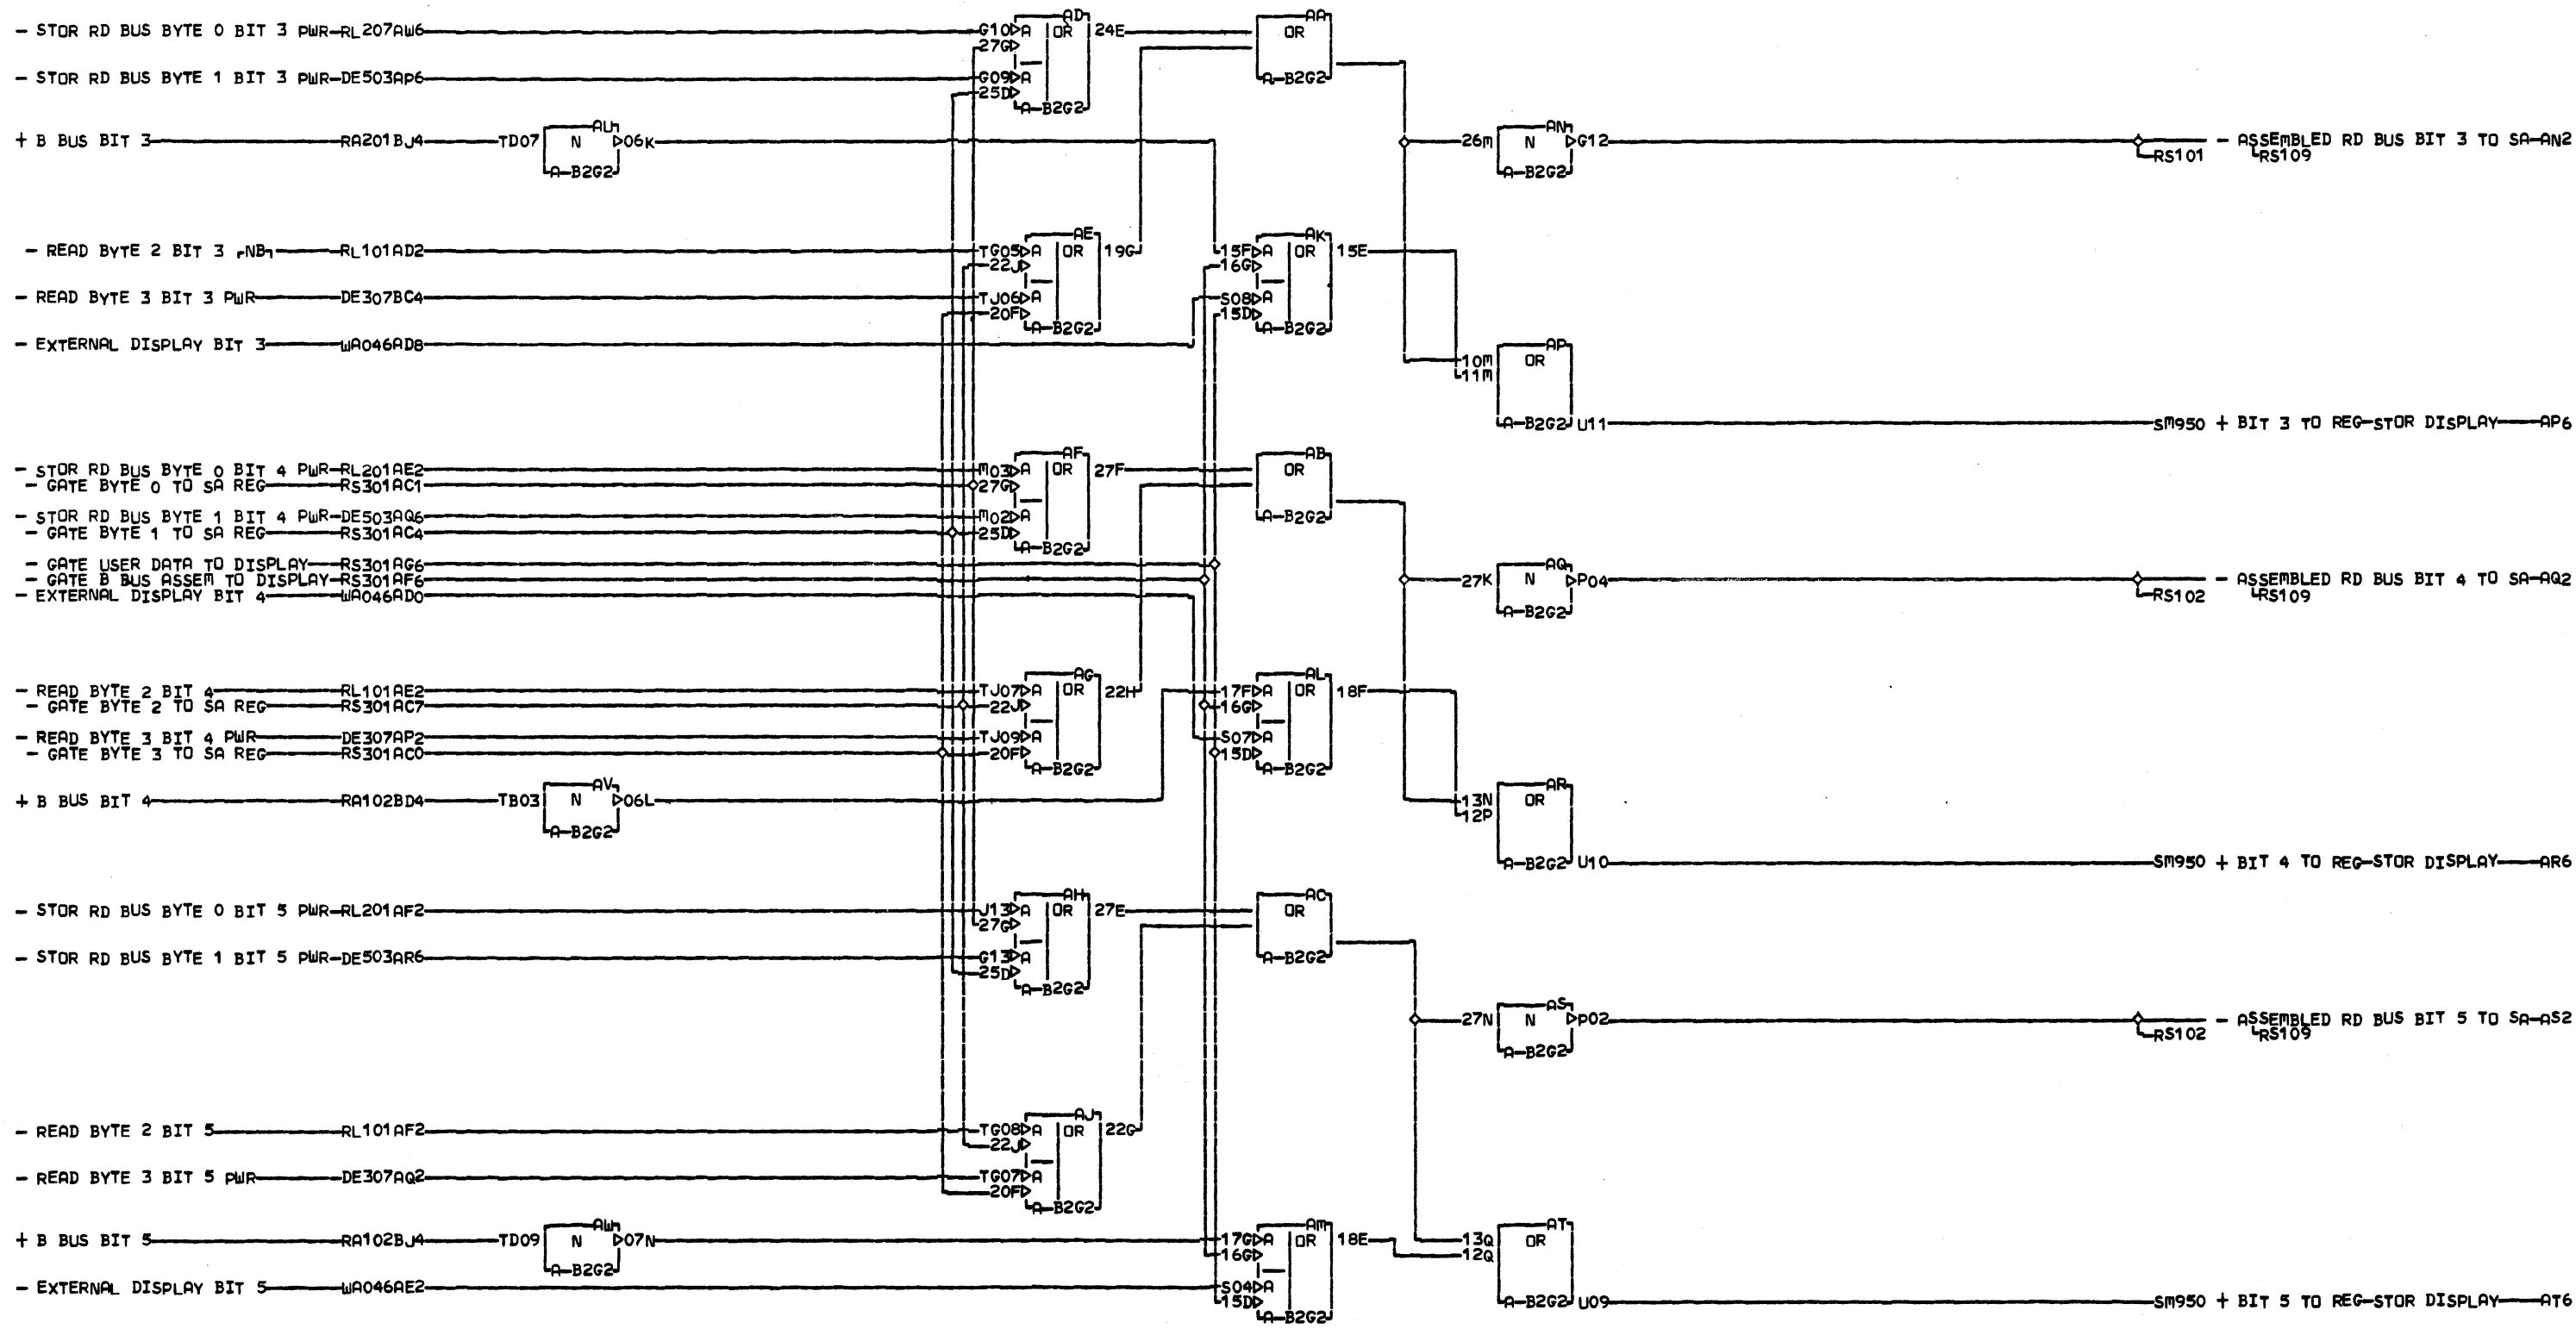 AD AA
- STOR RD BUS BYTE 0 BIT 3 PWR-RL207AW6 G10 A OR 24E OR
27G
- STOR RD BUS BYTE 1 BIT 3 PWR-DE503AP6 G09 A A-B2G2
25D
A-B2G2
AU AN
+ B BUS BIT 3 RA201BJ4 TD07 N 06K 26M N G12 - ASSEMBLED RD BUS BIT 3 TO SA-AN2
RS101 RS109
A-B2G2 A-B2G2
AE AK
- READ BYTE 2 BIT 3 NB RL101AD2 TG05 A OR 19G 15F A OR 15E
22J 16G
- READ BYTE 3 BIT 3 PWR DE307BC4 TJ06 A S08 A
20F 15D
A-B2G2 A-B2G2
- EXTERNAL DISPLAY BIT 3 WA046AD8 AP
10M OR
11M
A-B2G2 U11 SM950 + BIT 3 TO REG-STOR DISPLAY AP6
AF AB
- STOR RD BUS BYTE 0 BIT 4 PWR-RL201AE2 M03 A OR 27F OR
- GATE BYTE 0 TO SA REG RS301AC1 27G
- STOR RD BUS BYTE 1 BIT 4 PWR-DE503AQ6 M02 A A-B2G2
- GATE BYTE 1 TO SA REG RS301AC4 25D
A-B2G2
- GATE USER DATA TO DISPLAY RS301AG6 AQ
- GATE B BUS ASSEM TO DISPLAY-RS301AF6 27K N P04 - ASSEMBLED RD BUS BIT 4 TO SA-AQ2
- EXTERNAL DISPLAY BIT 4 WA046AD0 RS102 RS109
A-B2G2
AG AL
- READ BYTE 2 BIT 4 RL101AE2 TJ07 A OR 22H 17F A OR 18F
- GATE BYTE 2 TO SA REG RS301AC7 22J 16G
- READ BYTE 3 BIT 4 PWR DE307AP2 TJ09 A S07 A
- GATE BYTE 3 TO SA REG RS301AC0 20F 15D
A-B2G2 A-B2G2
AV AR
+ B BUS BIT 4 RA102BD4 TB03 N 06L 13N OR
12P
A-B2G2
A-B2G2 U10 SM950 + BIT 4 TO REG-STOR DISPLAY AR6
AH AC
- STOR RD BUS BYTE 0 BIT 5 PWR-RL201AF2 J13 A OR 27E OR
27G
- STOR RD BUS BYTE 1 BIT 5 PWR-DE503AR6 G13 A A-B2G2
25D
A-B2G2
AS
27N N P02 - ASSEMBLED RD BUS BIT 5 TO SA-AS2
RS102 RS109
A-B2G2
AJ
- READ BYTE 2 BIT 5 RL101AF2 TG08 A OR 22G
22J
- READ BYTE 3 BIT 5 PWR DE307AQ2 TG07 A
20F
A-B2G2
AW AM AT
+ B BUS BIT 5 RA102BJ4 TD09 N 07N 17G A OR 18E 13Q OR
16G 12Q
A-B2G2
- EXTERNAL DISPLAY BIT 5 WA046AE2 S04 A
15D A-B2G2 U09 SM950 + BIT 5 TO REG-STOR DISPLAY AT6
A-B2G2